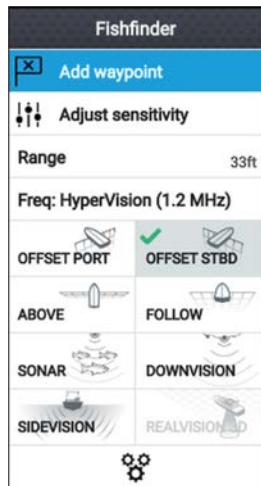 Fishfinder
Add waypoint
Adjust sensitivity
Range 33ft
Freq: HyperVision (1.2 MHz)
OFFSET PORT OFFSET STBD
ABOVE FOLLOW
SONAR DOWNVISION
SIDEVISION REALVISION 3D